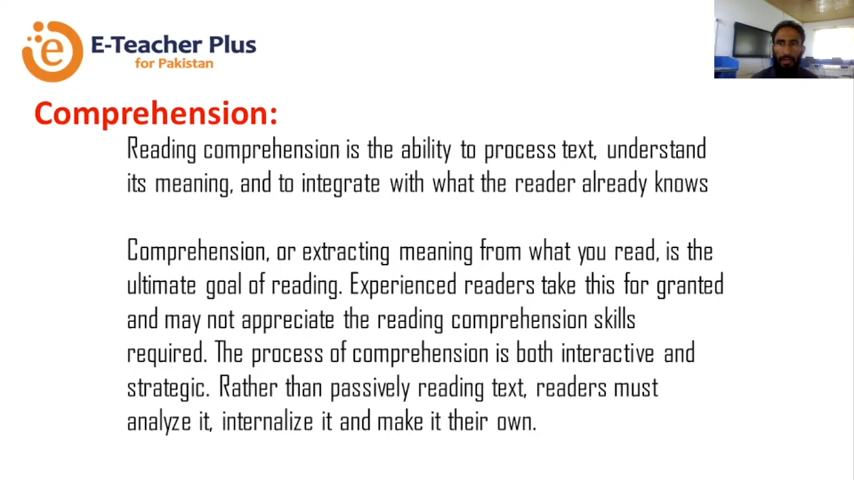 E-Teacher Plus
for Pakistan
Comprehension:
Reading comprehension is the ability to process text, understand
its meaning, and to integrate with what the reader already knows
Comprehension, or extracting meaning from what you read, is the
ultimate goal of reading. Experienced readers take this for granted
and may not appreciate the reading comprehension skills
required. The process of comprehension is both interactive and
strategic. Rather than passively reading text, readers must
analyze it, internalize it and make it their own.